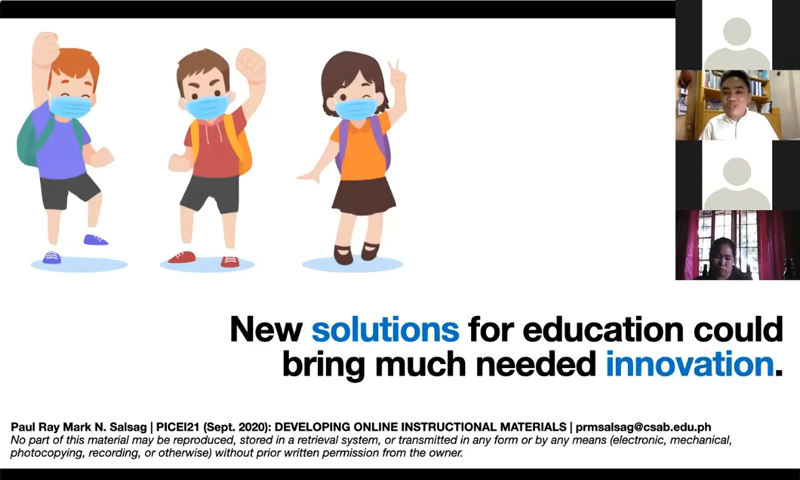 New solutions for education could
bring much needed innovation.
Paul Ray Mark N. Salsag | PICEI21 (Sept. 2020): DEVELOPING ONLINE INSTRUCTIONAL MATERIALS | prmsalsag@csab.edu.ph
No part of this material may be reproduced, stored in a retrieval system, or transmitted in any form or by any means (electronic, mechanical,
photocopying, recording, or otherwise) without prior written permission from the owner.